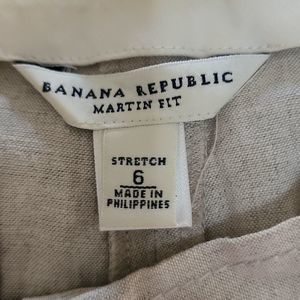 BANANA REPUBLIC
MARTIN FIT
STRETCH
6
MADE IN
PHILIPPINES